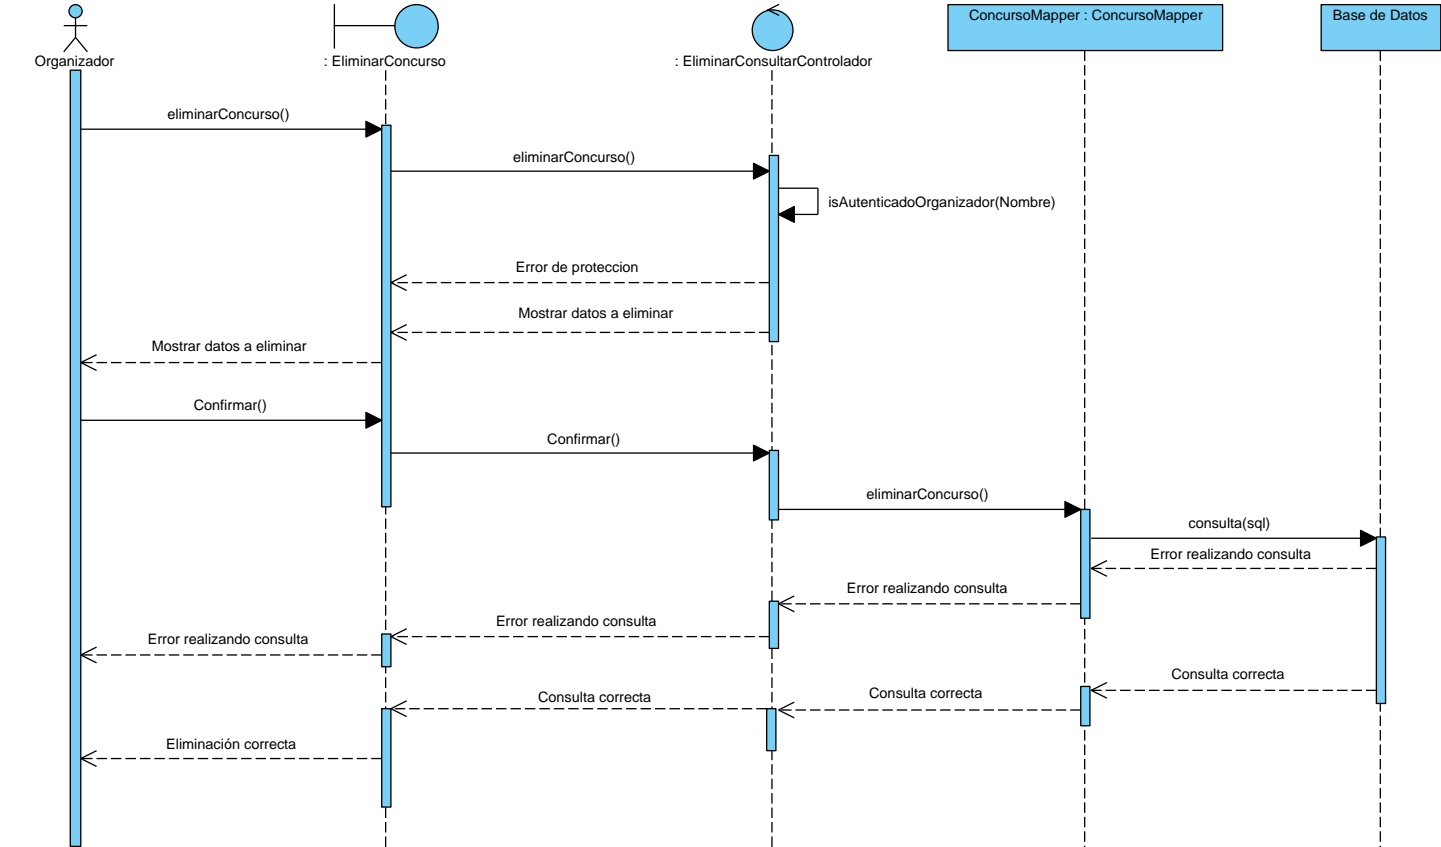 Organizador
: EliminarConcurso
: EliminarConsultarControlador
ConcursoMapper : ConcursoMapper
Base de Datos
eliminarConcurso()
eliminarConcurso()
isAutenticadoOrganizador(Nombre)
Error de proteccion
Mostrar datos a eliminar
Mostrar datos a eliminar
Confirmar()
Confirmar()
eliminarConcurso()
consulta(sql)
Error realizando consulta
Error realizando consulta
Error realizando consulta
Error realizando consulta
Consulta correcta
Consulta correcta
Consulta correcta
Eliminación correcta